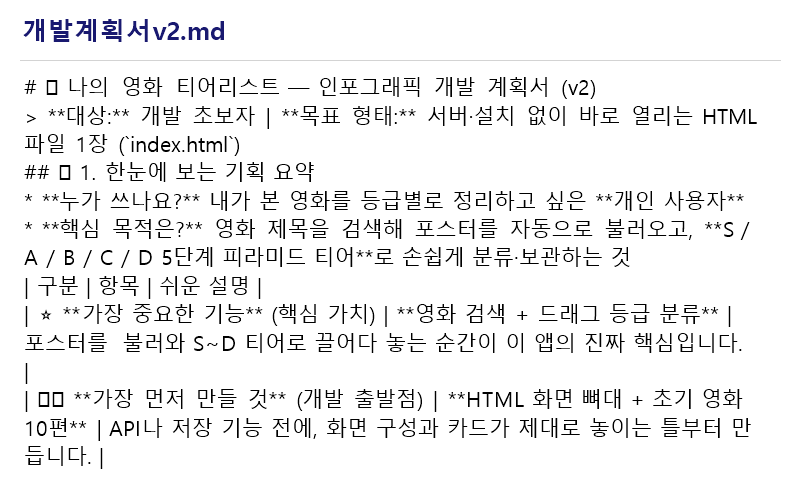 개발계획서v2.md
# 나의 영화 티어리스트 — 인포그래픽 개발 계획서 (v2)
> **대상:** 개발 초보자 | **목표 형태:** 서버·설치 없이 바로 열리는 HTML
파일 1장 (`index.html`)
## 1. 한눈에 보는 기획 요약
* **누가 쓰나요?** 내가 본 영화를 등급별로 정리하고 싶은 **개인 사용자**
* **핵심 목적은?** 영화 제목을 검색해 포스터를 자동으로 불러오고, **S /
A / B / C / D 5단계 피라미드 티어**로 손쉽게 분류·보관하는 것
| 구분 | 항목 | 쉬운 설명 |
| ⭐ **가장 중요한 기능** (핵심 가치) | **영화 검색 + 드래그 등급 분류** |
포스터를 불러와 S~D 티어로 끌어다 놓는 순간이 이 앱의 진짜 핵심입니다.
|
| **가장 먼저 만들 것** (개발 출발점) | **HTML 화면 뼈대 + 초기 영화
10편** | API나 저장 기능 전에, 화면 구성과 카드가 제대로 놓이는 틀부터 만
듭니다. |